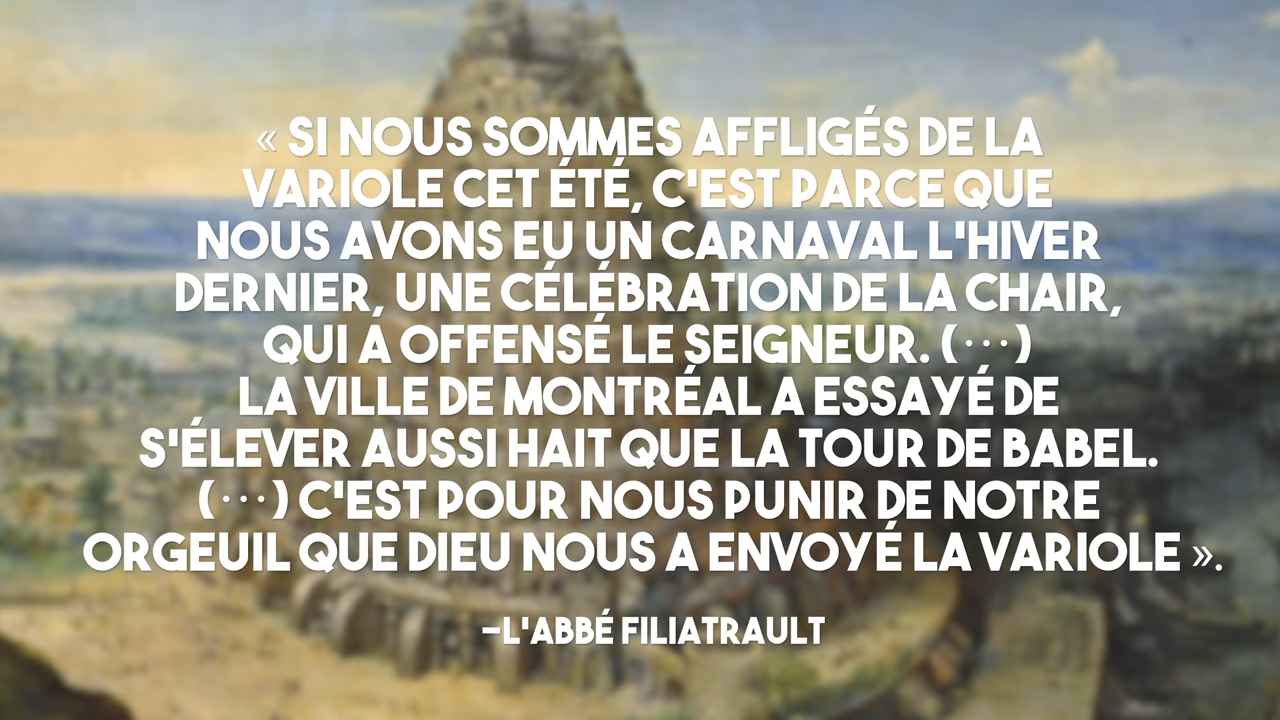 « SI NOUS SOMMES AFFLIGÉS DE LA
VARIOLE CET ÉTÉ, C'EST PARCE QUE
NOUS AVONS EU UN CARNAVAL L'HIVER
DERNIER, UNE CÉLÉBRATION DE LA CHAIR,
QUI A OFFENSÉ LE SEIGNEUR. (···)
LA VILLE DE MONTRÉAL A ESSAYÉ DE
S'ÉLEVER AUSSI HAIT QUE LA TOUR DE BABEL.
(···) C'EST POUR NOUS PUNIR DE NOTRE
ORGEUIL QUE DIEU NOUS A ENVOYÉ LA VARIOLE ».
-L'ABBÉ FILIATRAULT